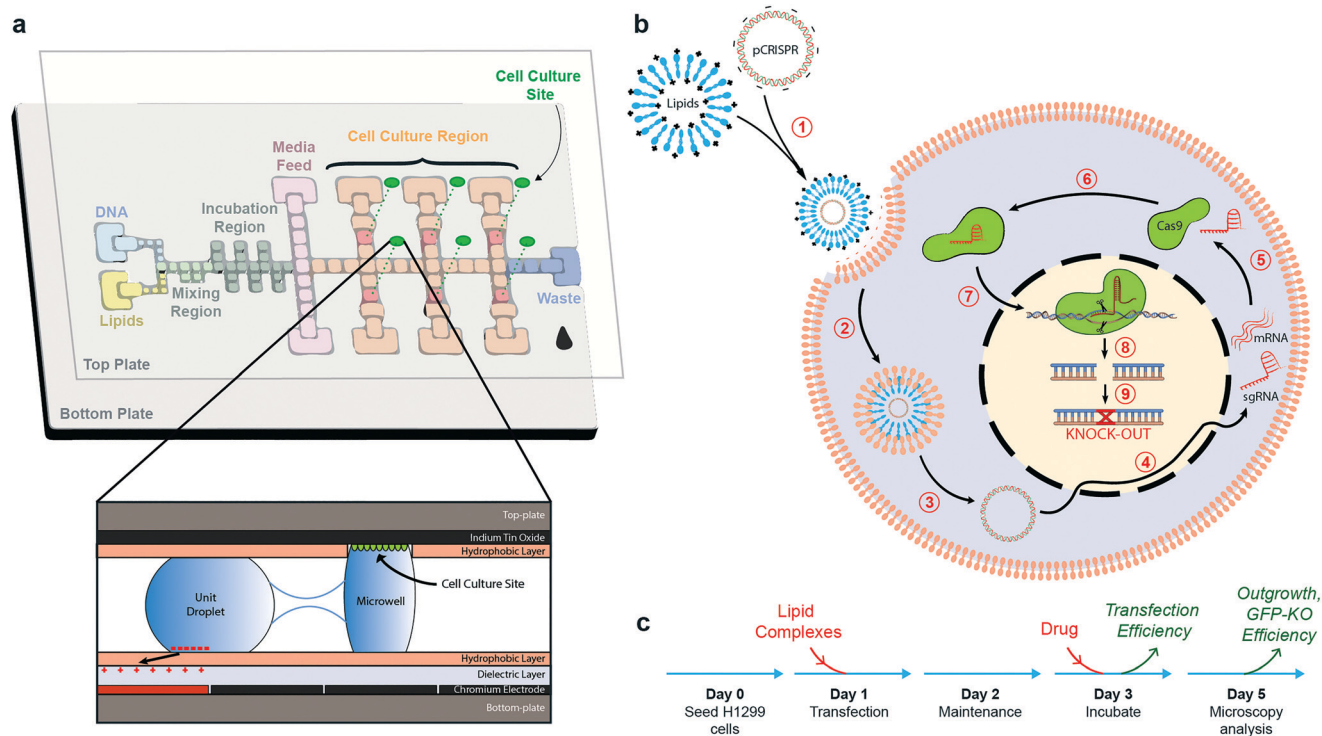 a
Cell Culture
Site
Cell Culture Region
Media
Feed
Incubation
Region
DNA
Mixing
Region
Lipids
Waste
Top Plate
Bottom Plate
Top-plate
Indium Tin Oxide
Hydrophobic Layer
Cell Culture Site
Unit
Droplet
Microwell
Hydrophobic Layer
Dielectric Layer
Chromium Electrode
Bottom-plate
b
pCRISPR
Lipids
1
6
Cas9
5
7
2
mRNA
8
sgRNA
9
KNOCK-OUT
4
3
c
Lipid
Complexes
Drug
Transfection
Efficiency
Outgrowth,
GFP-KO
Efficiency
Day 0
Seed H1299
cells
Day 1
Transfection
Day 2
Maintenance
Day 3
Incubate
Day 5
Microscopy
analysis